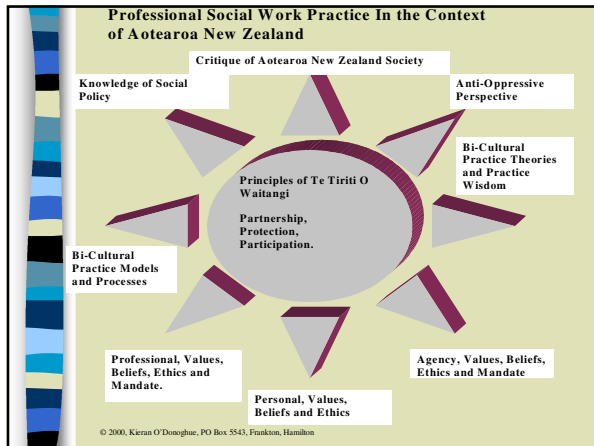 Professional Social Work Practice In the Context
of Aotearoa New Zealand
Critique of Aotearoa New Zealand Society
Knowledge of Social
Policy
Anti-Oppressive
Perspective
Bi-Cultural
Practice Theories
and Practice
Wisdom
Principles of Te Tiriti O
Waitangi
Partnership,
Protection,
Participation.
Bi-Cultural
Practice Models
and Processes
Professional, Values,
Beliefs, Ethics and
Mandate.
Personal, Values,
Beliefs and Ethics
Agency, Values, Beliefs,
Ethics and Mandate
© 2000, Kieran O'Donoghue, PO Box 5543, Frankton, Hamilton